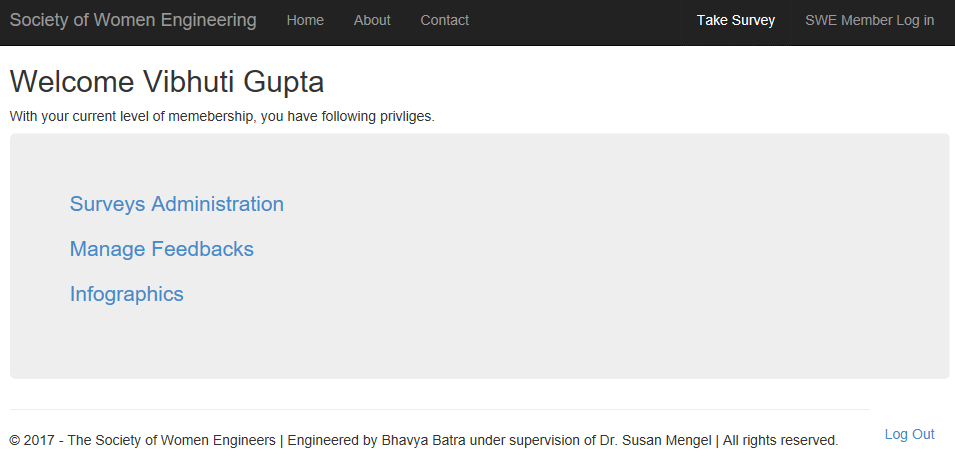 Society of Women Engineering Home About Contact Take Survey SWE Member Log in
Welcome Vibhuti Gupta
With your current level of memebership, you have following privliges.
Surveys Administration
Manage Feedbacks
Infographics
© 2017 - The Society of Women Engineers | Engineered by Bhavya Batra under supervision of Dr. Susan Mengel | All rights reserved. Log Out